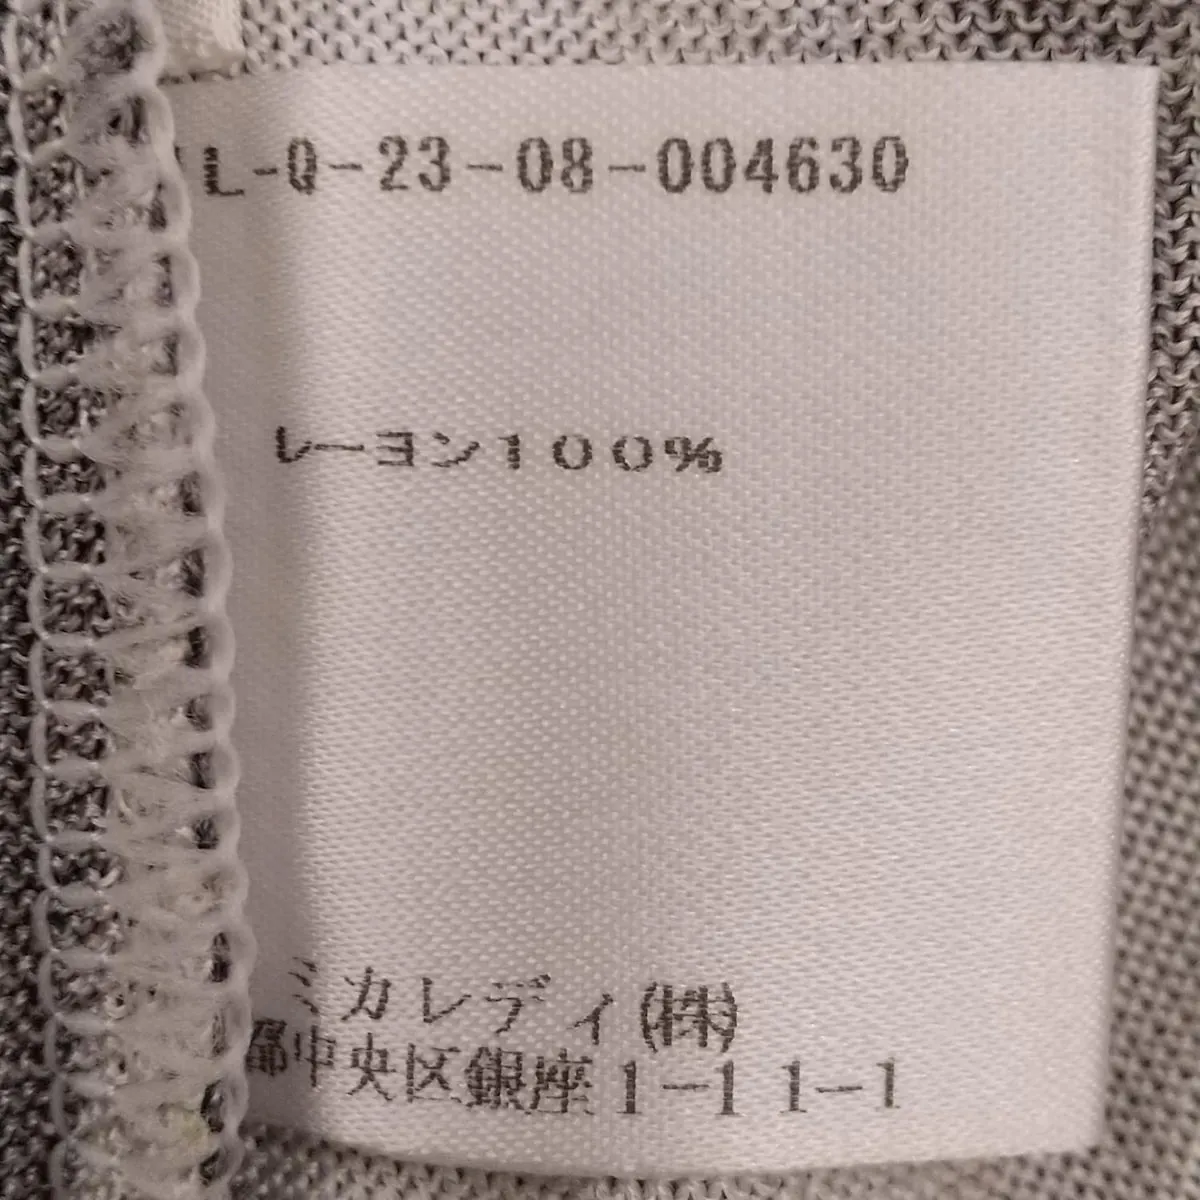 L-Q-23-08-004630
レーヨン100%
ミカレディ(株)
都中央区銀座1-11-1